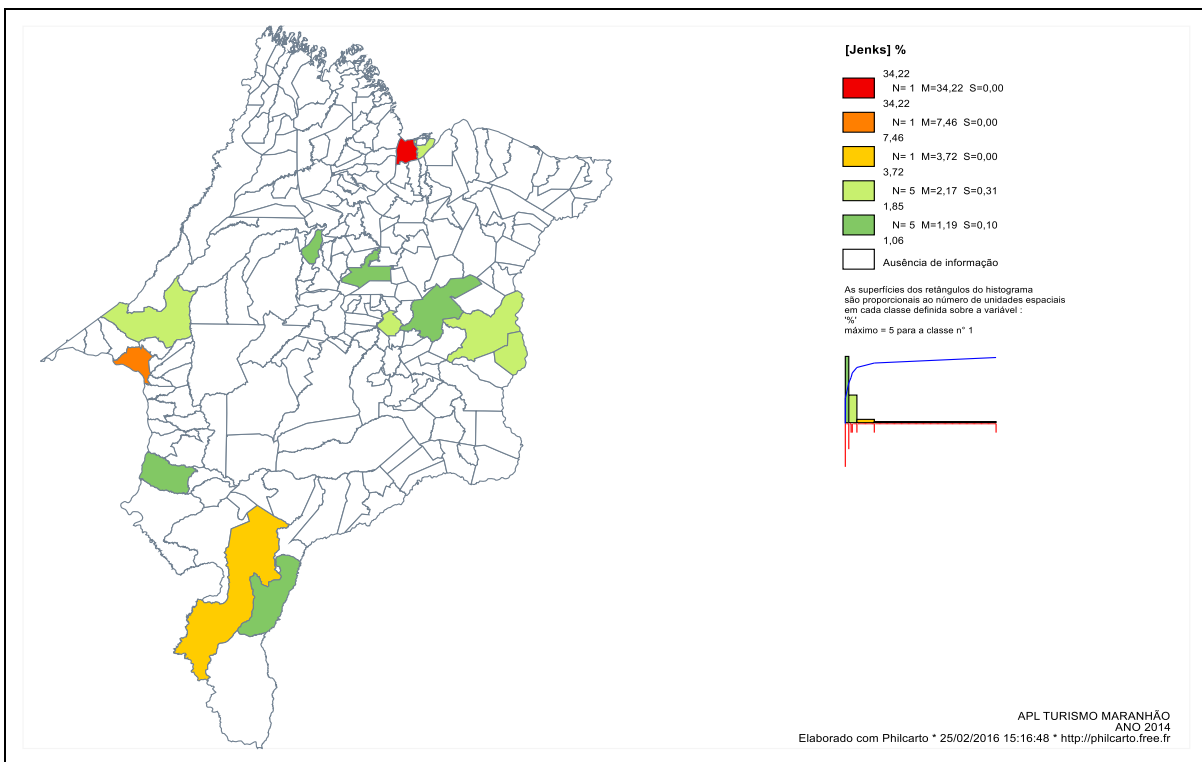 [Jenks] %
34,22
N= 1 M=34,22 S=0,00
34,22
N= 1 M=7,46 S=0,00
7,46
N= 1 M=3,72 S=0,00
3,72
N= 5 M=2,17 S=0,31
1,85
N= 5 M=1,19 S=0,10
1,06
Ausência de informação
As superfícies dos retângulos do histograma
são proporcionais ao número de unidades espaciais
em cada classe definida sobre a variável :
'%'
máximo = 5 para a classe n° 1
APL TURISMO MARANHÃO
ANO 2014
Elaborado com Philcarto * 25/02/2016 15:16:48 * http://philcarto.free.fr